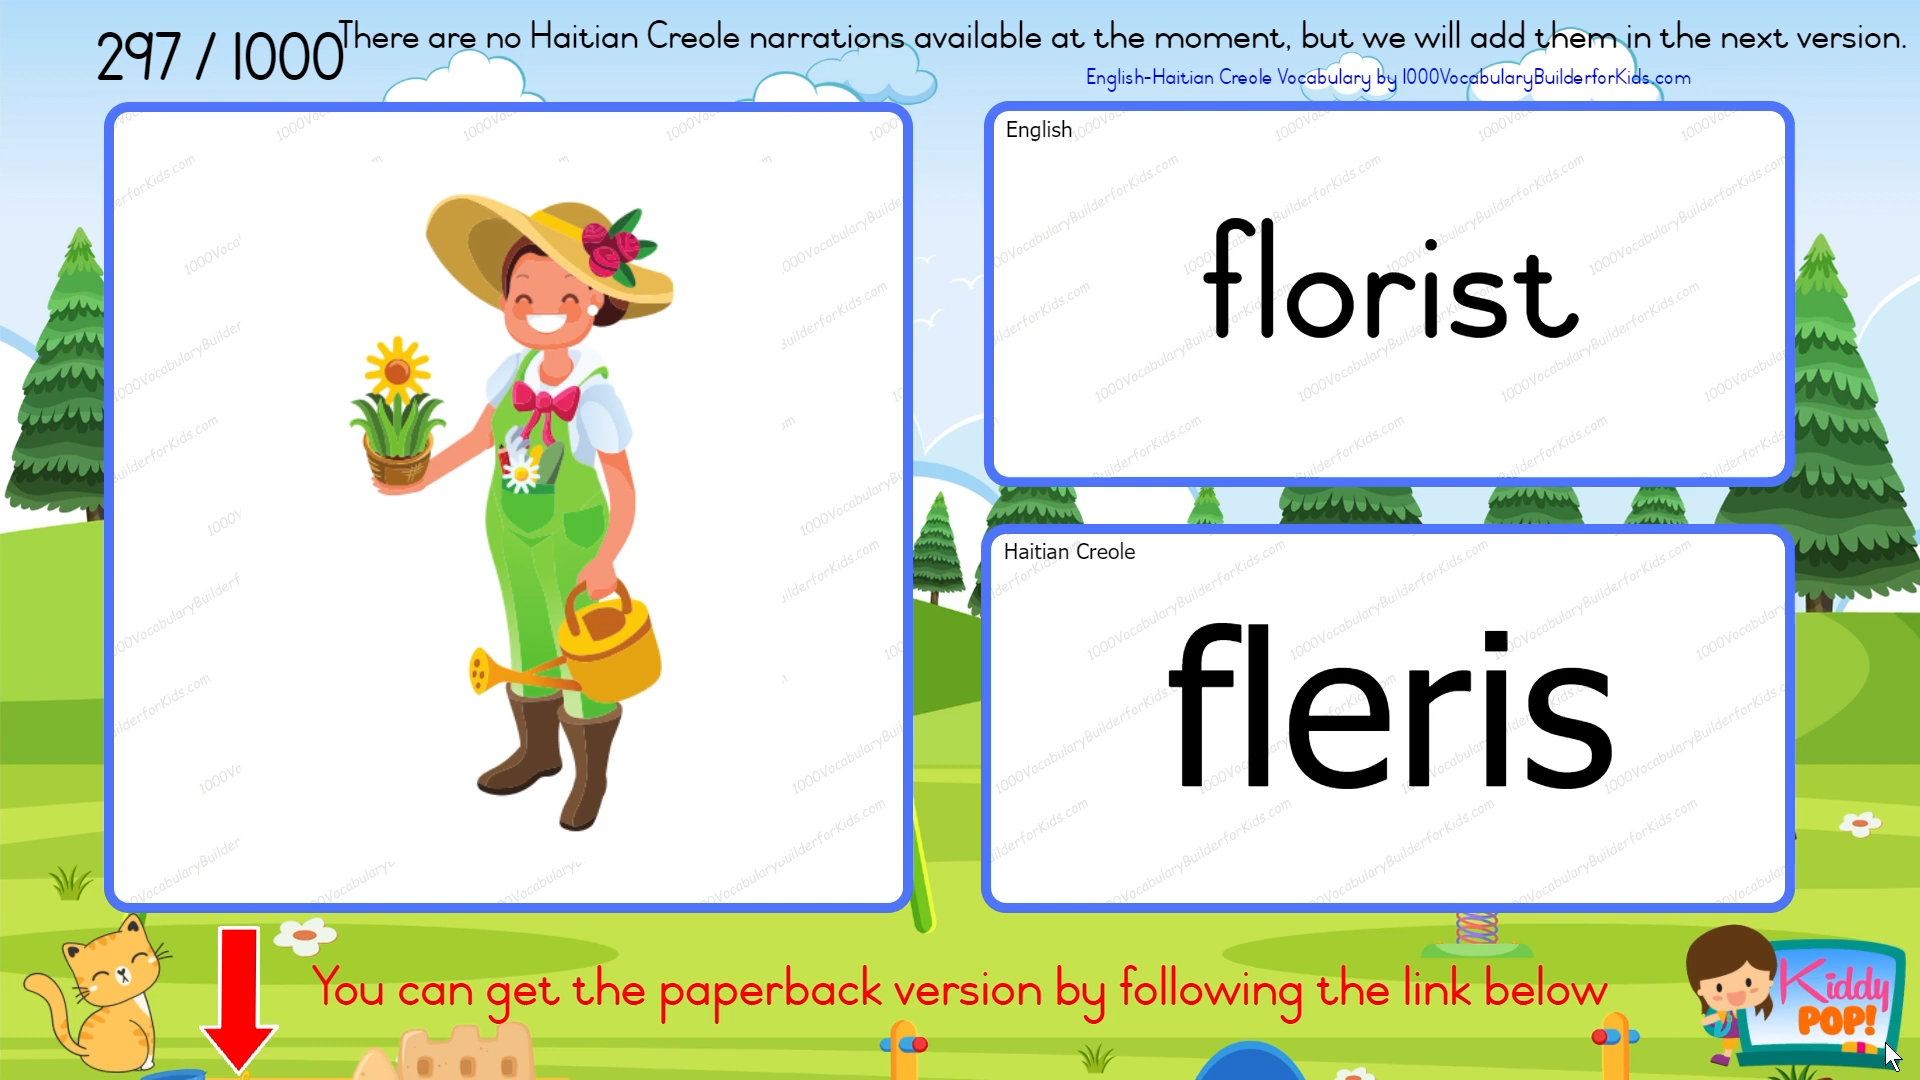 297 / 1000
There are no Haitian Creole narrations available at the moment, but we will add them in the next version.
English-Haitian Creole Vocabulary by 1000VocabularyBuilderforKids.com
English
florist
Haitian Creole
fleris
You can get the paperback version by following the link below
Kiddy
POP!
1000VocabularyBuilderforKids.com